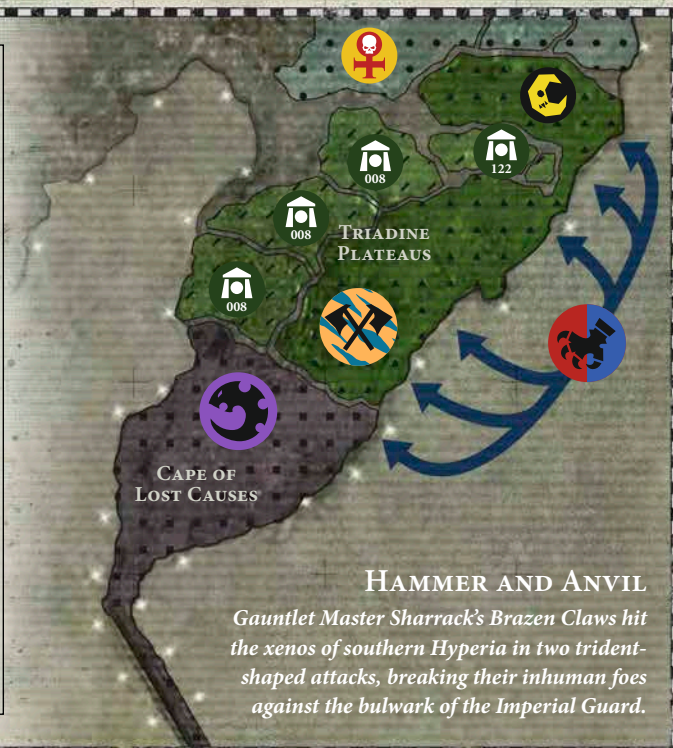 008
122
008
Triadine
Plateaus
008
Cape of
Lost Causes
Hammer and Anvil
Gauntlet Master Sharrack's Brazen Claws hit
the xenos of southern Hyperia in two trident-
shaped attacks, breaking their inhuman foes
against the bulwark of the Imperial Guard.